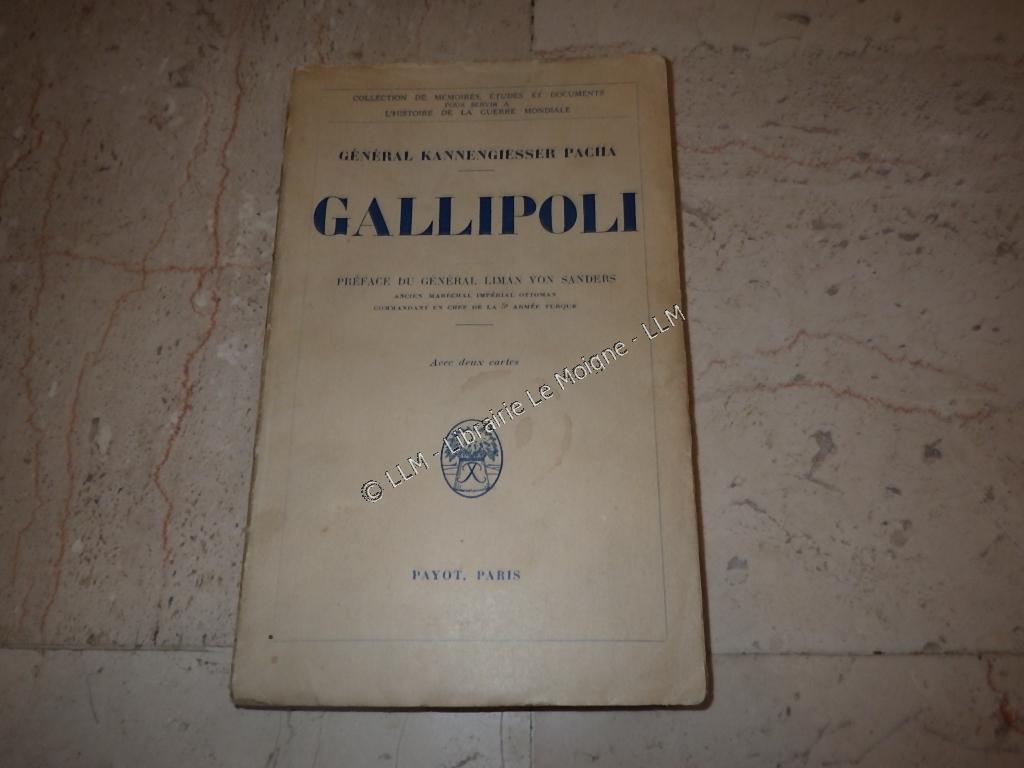 COLLECTION DE MÉMOIRES, ÉTUDES ET DOCUMENTS
POUR SERVIR A
L'HISTOIRE DE LA GUERRE MONDIALE
GÉNÉRAL KANNENGIESSER PACHA
GALLIPOLI
PRÉFACE DU GÉNÉRAL LIMAN VON SANDERS
ANCIEN MARÉCHAL IMPÉRIAL OTTOMAN
COMMANDANT EN CHEF DE LA 5e ARMÉE TURQUE
Avec deux cartes
© LLM - Librairie Le Moigne - LLM
PAYOT, PARIS